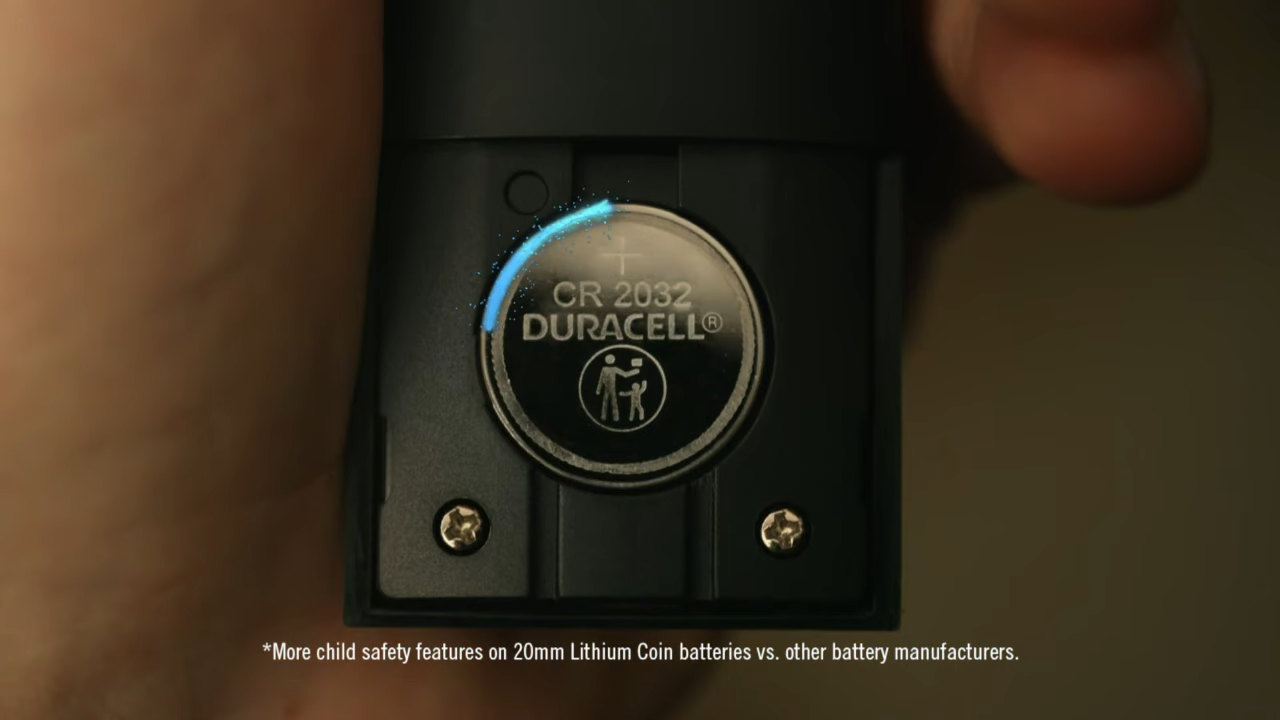 +
CR 2032
DURACELL®
*More child safety features on 20mm Lithium Coin batteries vs. other battery manufacturers.